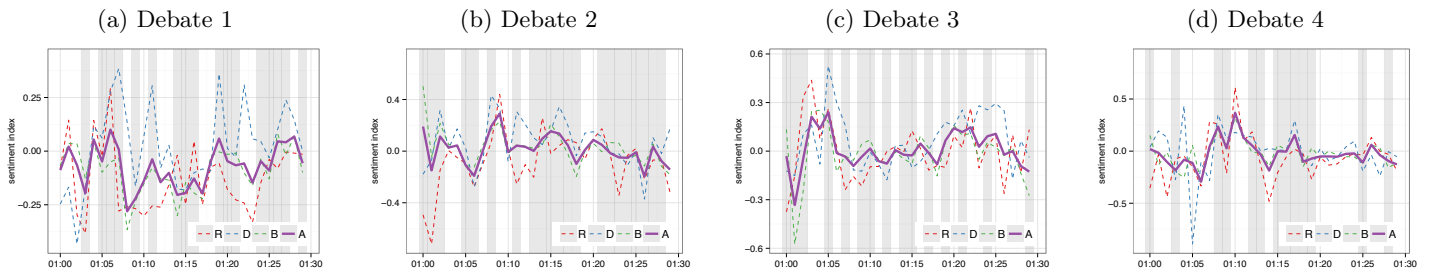 (a) Debate 1
(b) Debate 2
(c) Debate 3
(d) Debate 4
sentiment index
0.25
0.00
−0.25
R D B A
01:00 01:05 01:10 01:15 01:20 01:25 01:30
sentiment index
0.4
0.0
−0.4
R D B A
01:00 01:05 01:10 01:15 01:20 01:25 01:30
sentiment index
0.6
0.3
0.0
−0.3
−0.6
R D B A
01:00 01:05 01:10 01:15 01:20 01:25 01:30
sentiment index
0.5
0.0
−0.5
R D B A
01:00 01:05 01:10 01:15 01:20 01:25 01:30